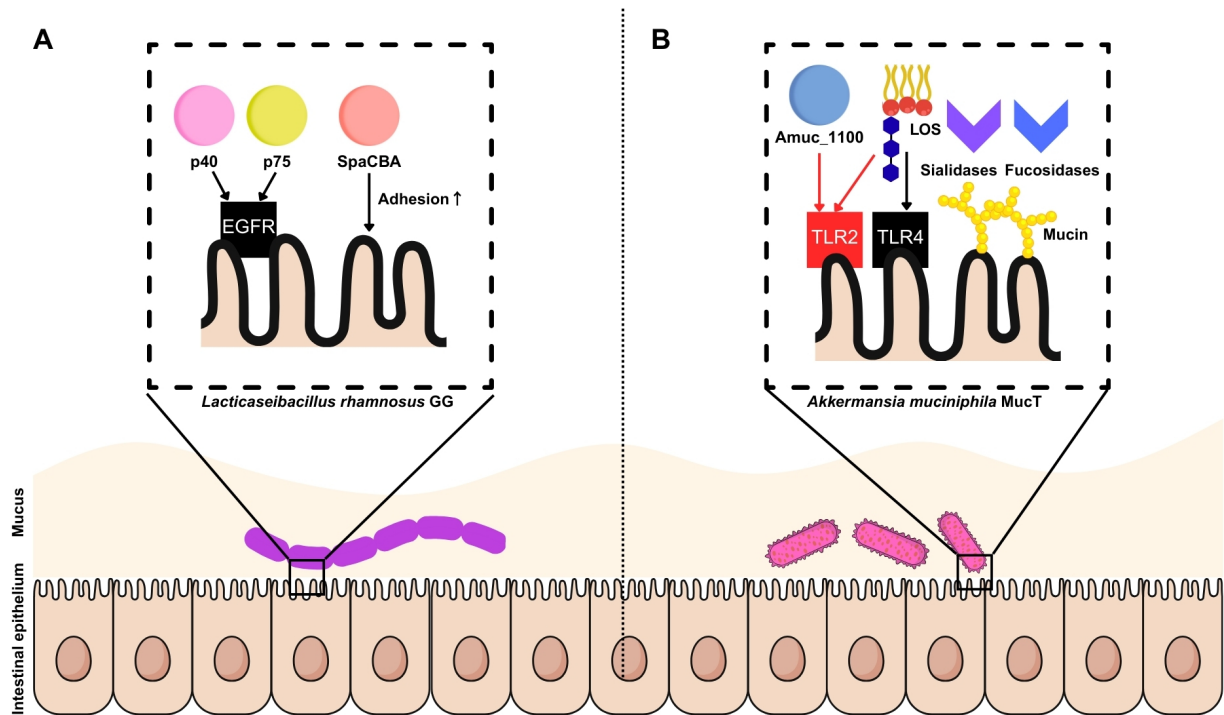 A
p40
p75
SpaCBA
Adhesion ↑
EGFR
Lacticaseibacillus rhamnosus GG
B
Amuc_1100
LOS
Sialidases
Fucosidases
TLR2
TLR4
Mucin
Akkermansia muciniphila MucT
Mucus
Intestinal epithelium